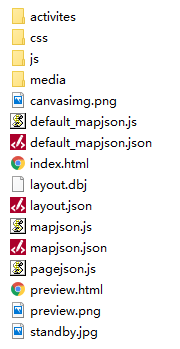 activites
css
js
media
canvasimg.png
default_mapjson.js
default_mapjson.json
index.html
layout.dbj
layout.json
mapjson.js
mapjson.json
pagejson.js
preview.html
preview.png
standby.jpg